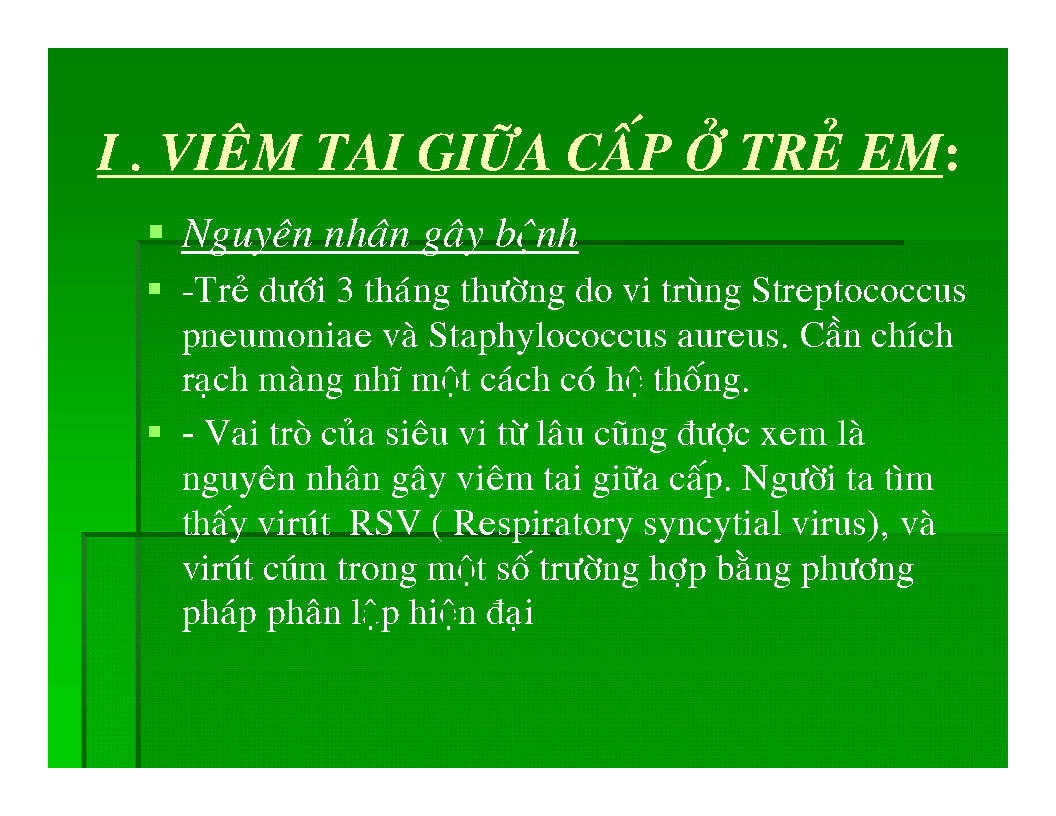 I . VIÊM TAI GIỮA CẤP Ở TRẺ EM:
Nguyên nhân gây bệnh
-Trẻ dưới 3 tháng thường do vi trùng Streptococcus
pneumoniae và Staphylococcus aureus. Cần chích
rạch màng nhĩ một cách có hệ thống.
- Vai trò của siêu vi từ lâu cũng được xem là
nguyên nhân gây viêm tai giữa cấp. Người ta tìm
thấy virút  RSV ( Respiratory syncytial virus), và
virút cúm trong một số trường hợp bằng phương
pháp phân lập hiện đại